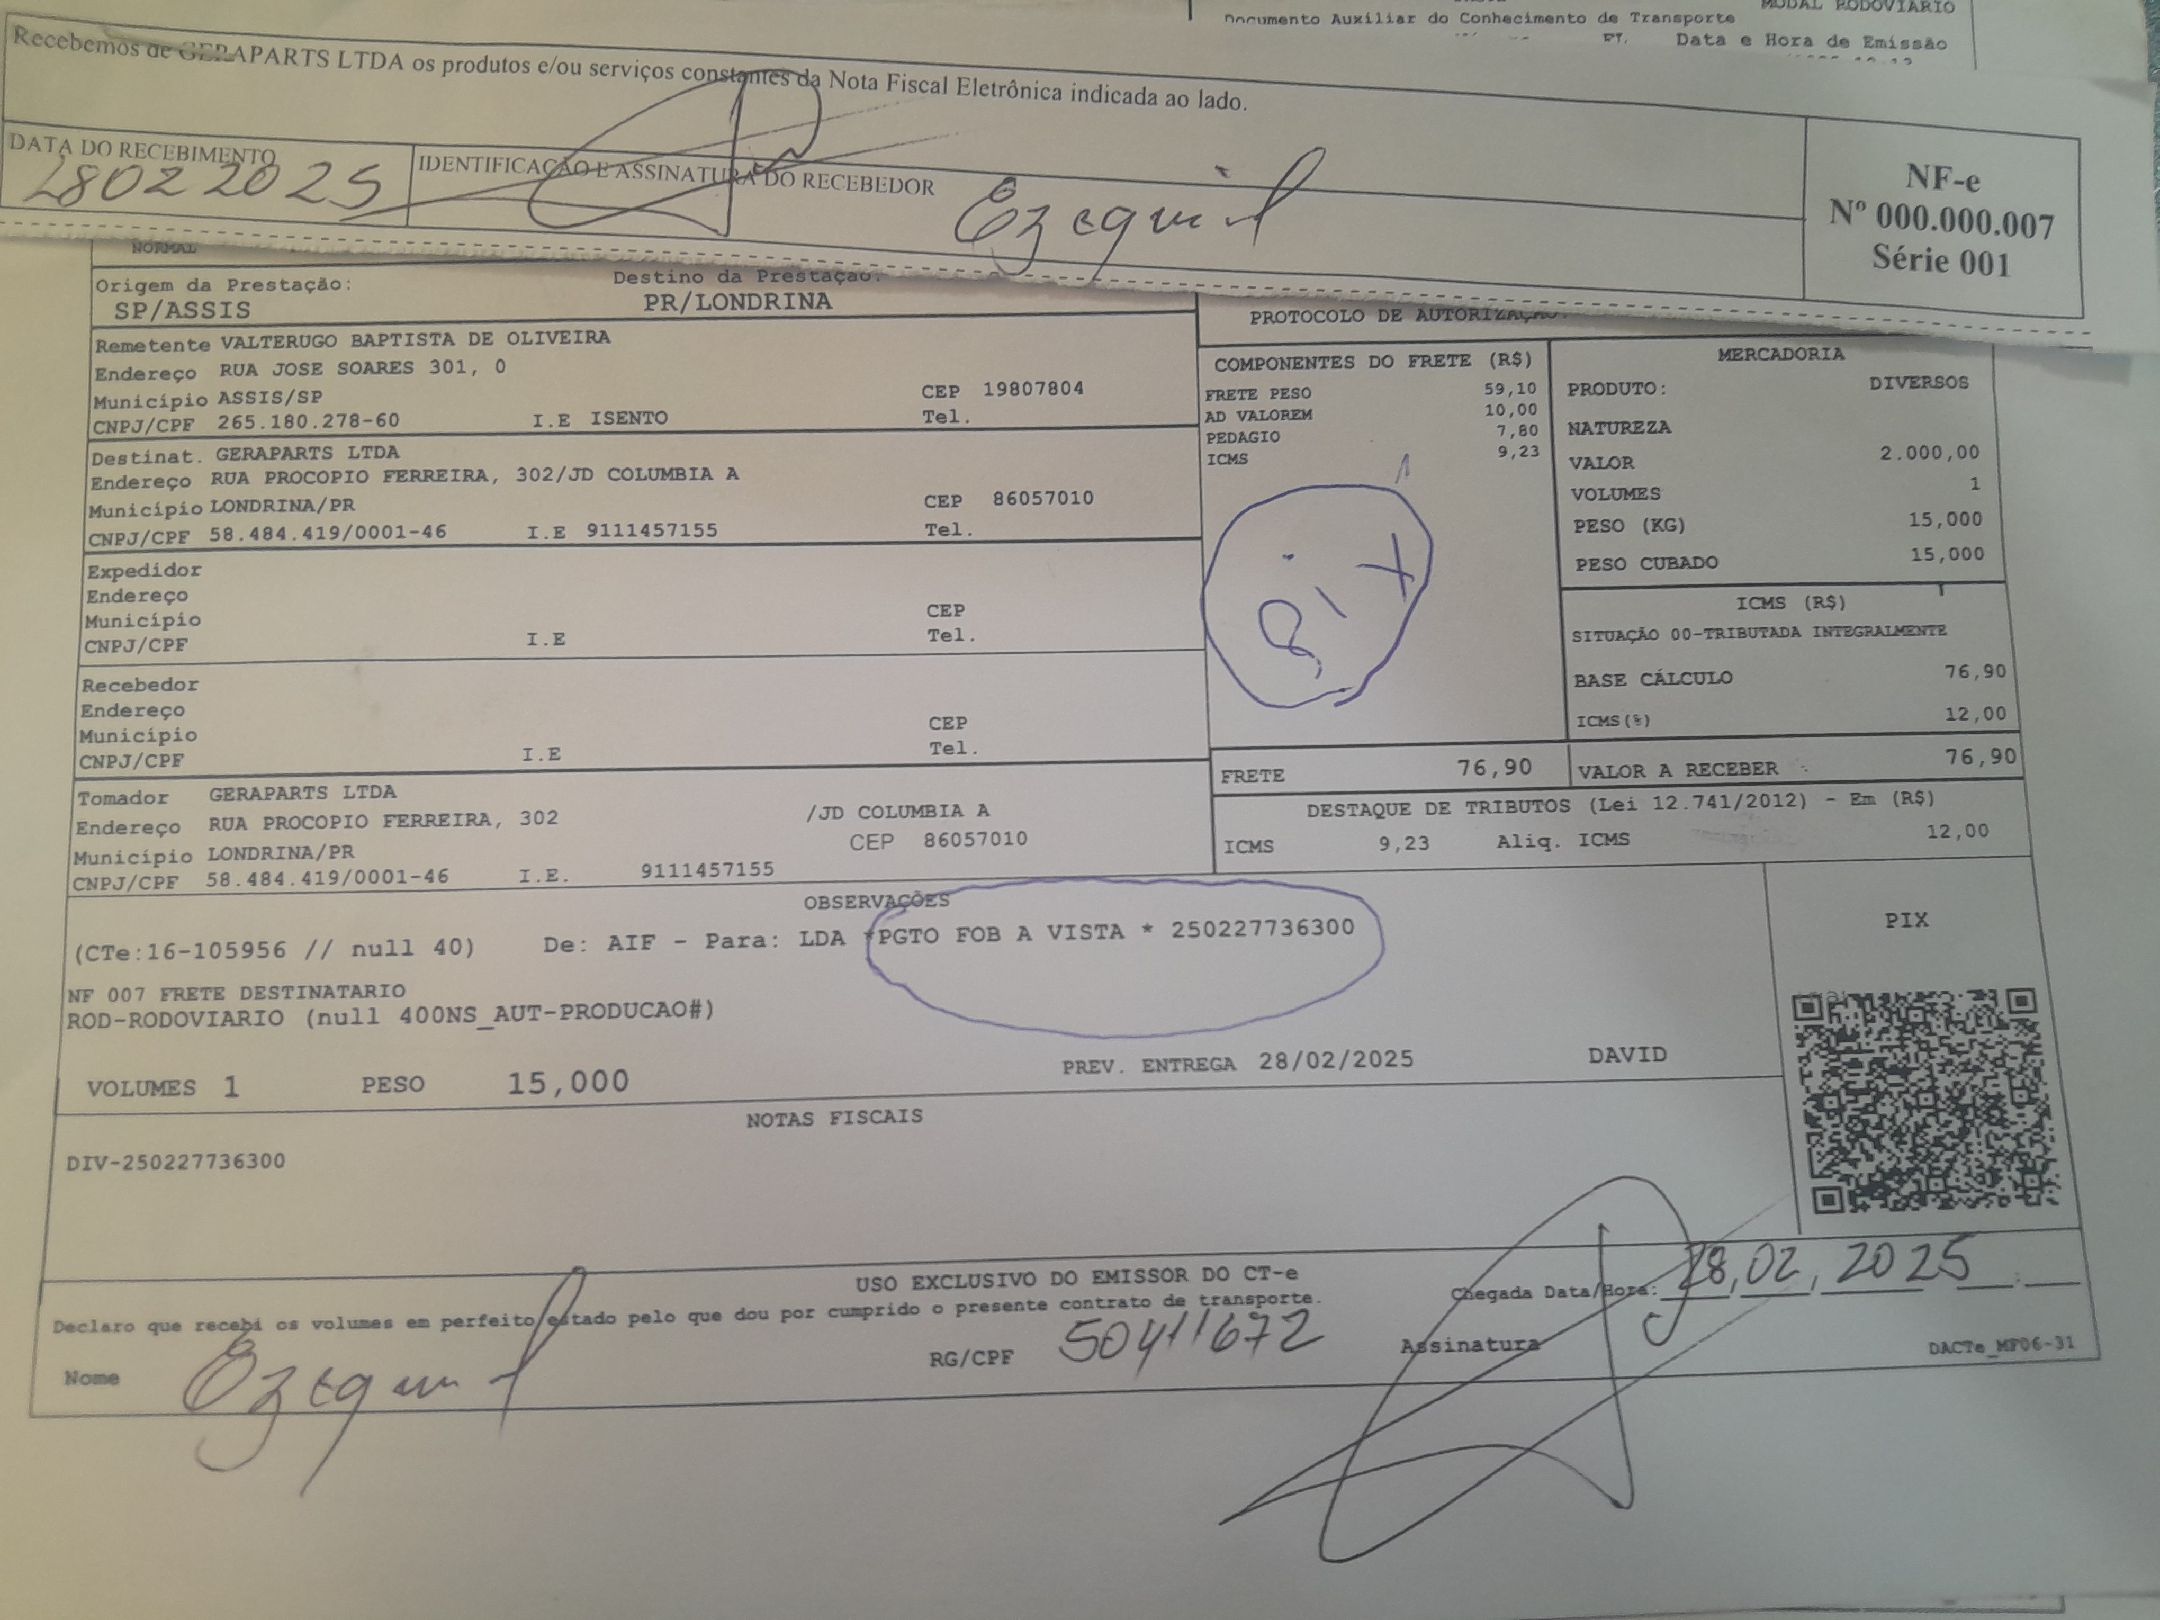 MODAL RODOVIARIO
Documento Auxiliar do Conhecimento de Transporte
Data e Hora de Emissão
Recebemos de GERAPARTS LTDA os produtos e/ou serviços constantes da Nota Fiscal Eletrônica indicada ao lado.
DATA DO RECEBIMENTO
28022025
IDENTIFICAÇÃO E ASSINATURA DO RECEBEDOR
Ezequiel
NF-e
Nº 000.000.007
Série 001
NORMAL
Origem da Prestação:
SP/ASSIS
Destino da Prestação:
PR/LONDRINA
PROTOCOLO DE AUTORIZAÇÃO:
Remetente VALTERUGO BAPTISTA DE OLIVEIRA
Endereço RUA JOSE SOARES 301, 0
Município ASSIS/SP CEP 19807804
CNPJ/CPF 265.180.278-60 I.E ISENTO Tel.
Destinat. GERAPARTS LTDA
Endereço RUA PROCOPIO FERREIRA, 302/JD COLUMBIA A
Município LONDRINA/PR CEP 86057010
CNPJ/CPF 58.484.419/0001-46 I.E 9111457155 Tel.
Expedidor
Endereço
Município CEP
CNPJ/CPF I.E Tel.
Recebedor
Endereço
Município CEP
CNPJ/CPF I.E Tel.
Tomador GERAPARTS LTDA
Endereço RUA PROCOPIO FERREIRA, 302 /JD COLUMBIA A
Município LONDRINA/PR CEP 86057010
CNPJ/CPF 58.484.419/0001-46 I.E. 9111457155
COMPONENTES DO FRETE (R$)
FRETE PESO 59,10
AD VALOREM 10,00
PEDAGIO 7,80
ICMS 9,23
PIX
MERCADORIA
PRODUTO: DIVERSOS
NATUREZA
VALOR 2.000,00
VOLUMES 1
PESO (KG) 15,000
PESO CUBADO 15,000
ICMS (R$)
SITUAÇÃO 00-TRIBUTADA INTEGRALMENTE
BASE CÁLCULO 76,90
ICMS(%) 12,00
FRETE 76,90 VALOR A RECEBER 76,90
DESTAQUE DE TRIBUTOS (Lei 12.741/2012) - Em (R$)
ICMS 9,23 Aliq. ICMS 12,00
OBSERVAÇÕES
(CTe:16-105956 // null 40) De: AIF - Para: LDA *PGTO FOB A VISTA * 250227736300
NF 007 FRETE DESTINATARIO
ROD-RODOVIARIO (null 400NS_AUT-PRODUCAO#)
VOLUMES 1 PESO 15,000 PREV. ENTREGA 28/02/2025 DAVID
PIX
NOTAS FISCAIS
DIV-250227736300
USO EXCLUSIVO DO EMISSOR DO CT-e
Declaro que recebi os volumes em perfeito estado pelo que dou por cumprido o presente contrato de transporte.
Chegada Data/Hora: 28,02,2025
Nome Ezequiel RG/CPF 50411672 Assinatura
DACTe_MP06-31